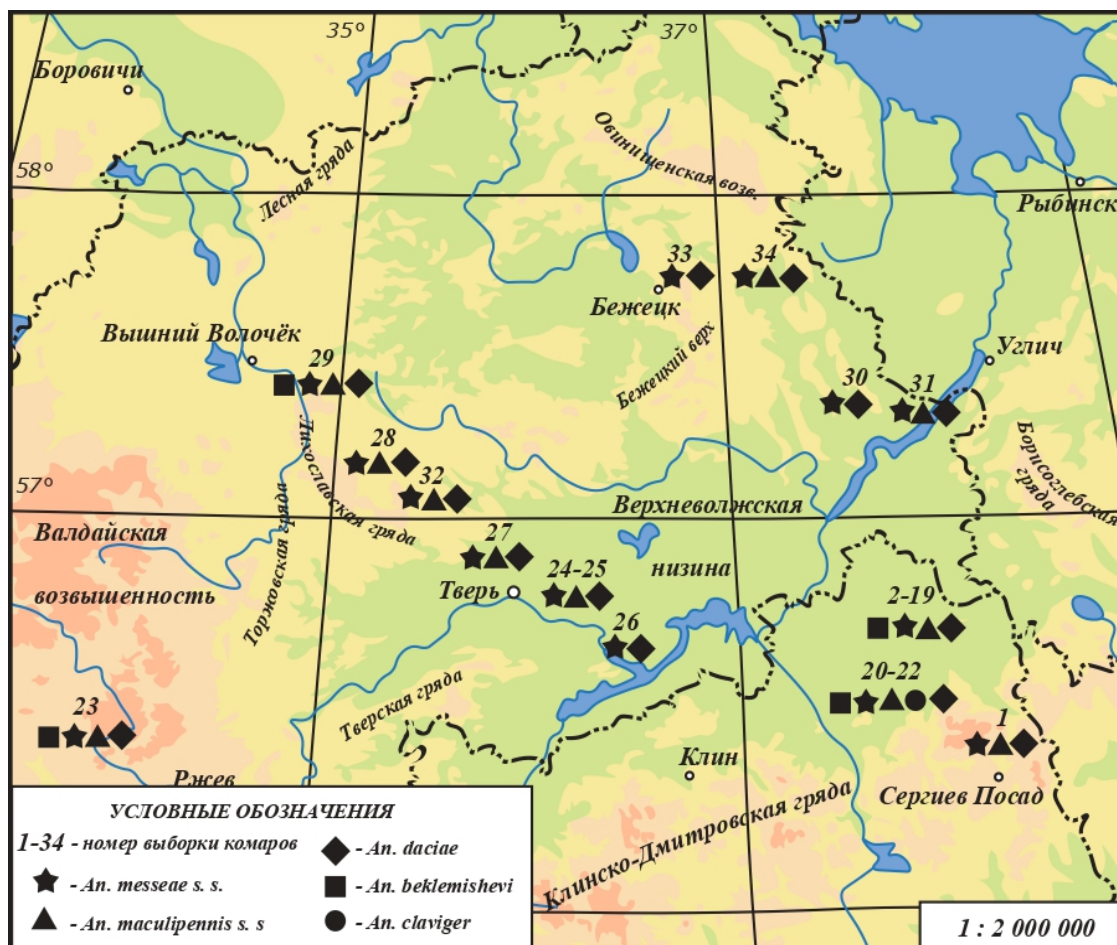 35°
37°
Боровичи
Овинищенская возв.
58°
Лесная гряда
Рыбинск
33
34
Бежецк
Вышний Волочёк
Бежецкий верх
Углич
29
30
31
Лихославская гряда
28
32
Борисоглебская
гряда
57°
Верхневолжская
Валдайская
Торжовская гряда
27
низина
Тверь
24-25
возвышенность
2-19
26
20-22
Тверская гряда
23
1
Клин
Ржев
Сергиев Посад
Клинско-Дмитровская гряда
УСЛОВНЫЕ ОБОЗНАЧЕНИЯ
1-34 - номер выборки комаров
- An. daciae
- An. messeae s. s.
- An. beklemishevi
- An. maculipennis s. s
- An. claviger
1 : 2 000 000